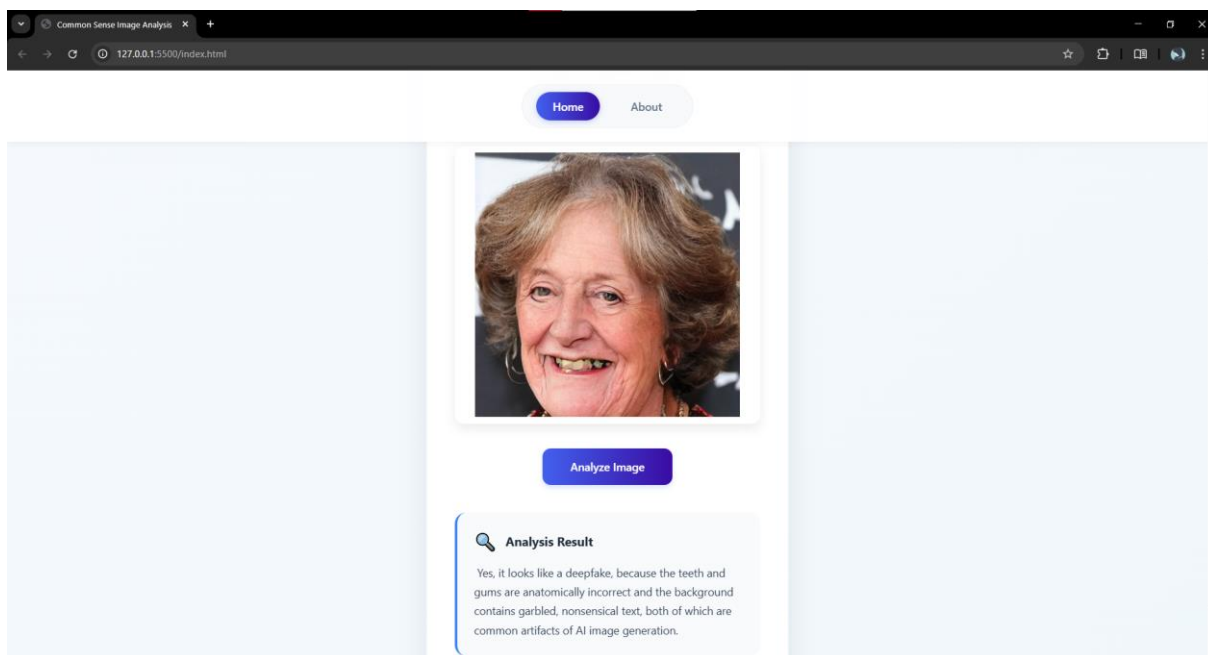 Common Sense Image Analysis
127.0.0.1:5500/index.html
Home About
Analyze Image
Analysis Result
Yes, it looks like a deepfake, because the teeth and
gums are anatomically incorrect and the background
contains garbled, nonsensical text, both of which are
common artifacts of AI image generation.